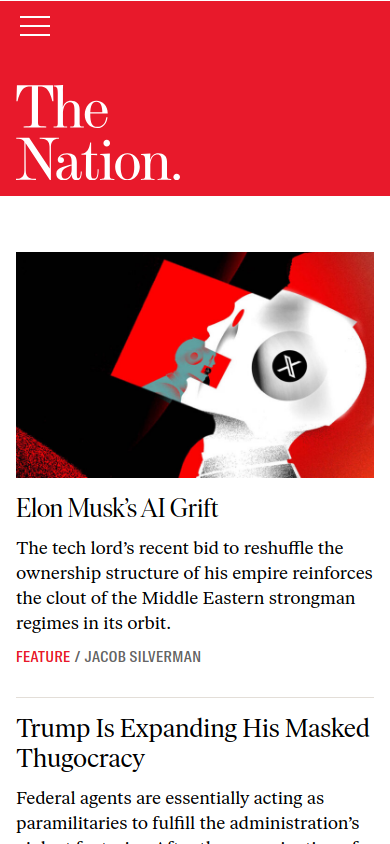 The
Nation.
Elon Musk's AI Grift
The tech lord's recent bid to reshuffle the
ownership structure of his empire reinforces
the clout of the Middle Eastern strongman
regimes in its orbit.
FEATURE / JACOB SILVERMAN
Trump Is Expanding His Masked
Thugocracy
Federal agents are essentially acting as
paramilitaries to fulfill the administration's